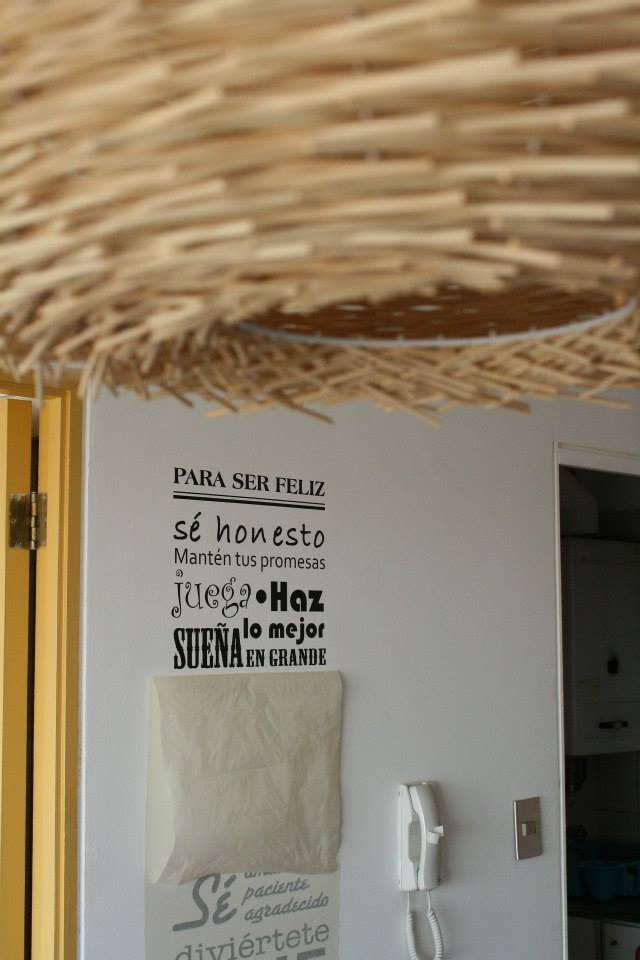 PARA SER FELIZ
sé honesto
Mantén tus promesas
juega • Haz
lo mejor
SUEÑA EN GRANDE
Sé
paciente
agradecido
diviértete